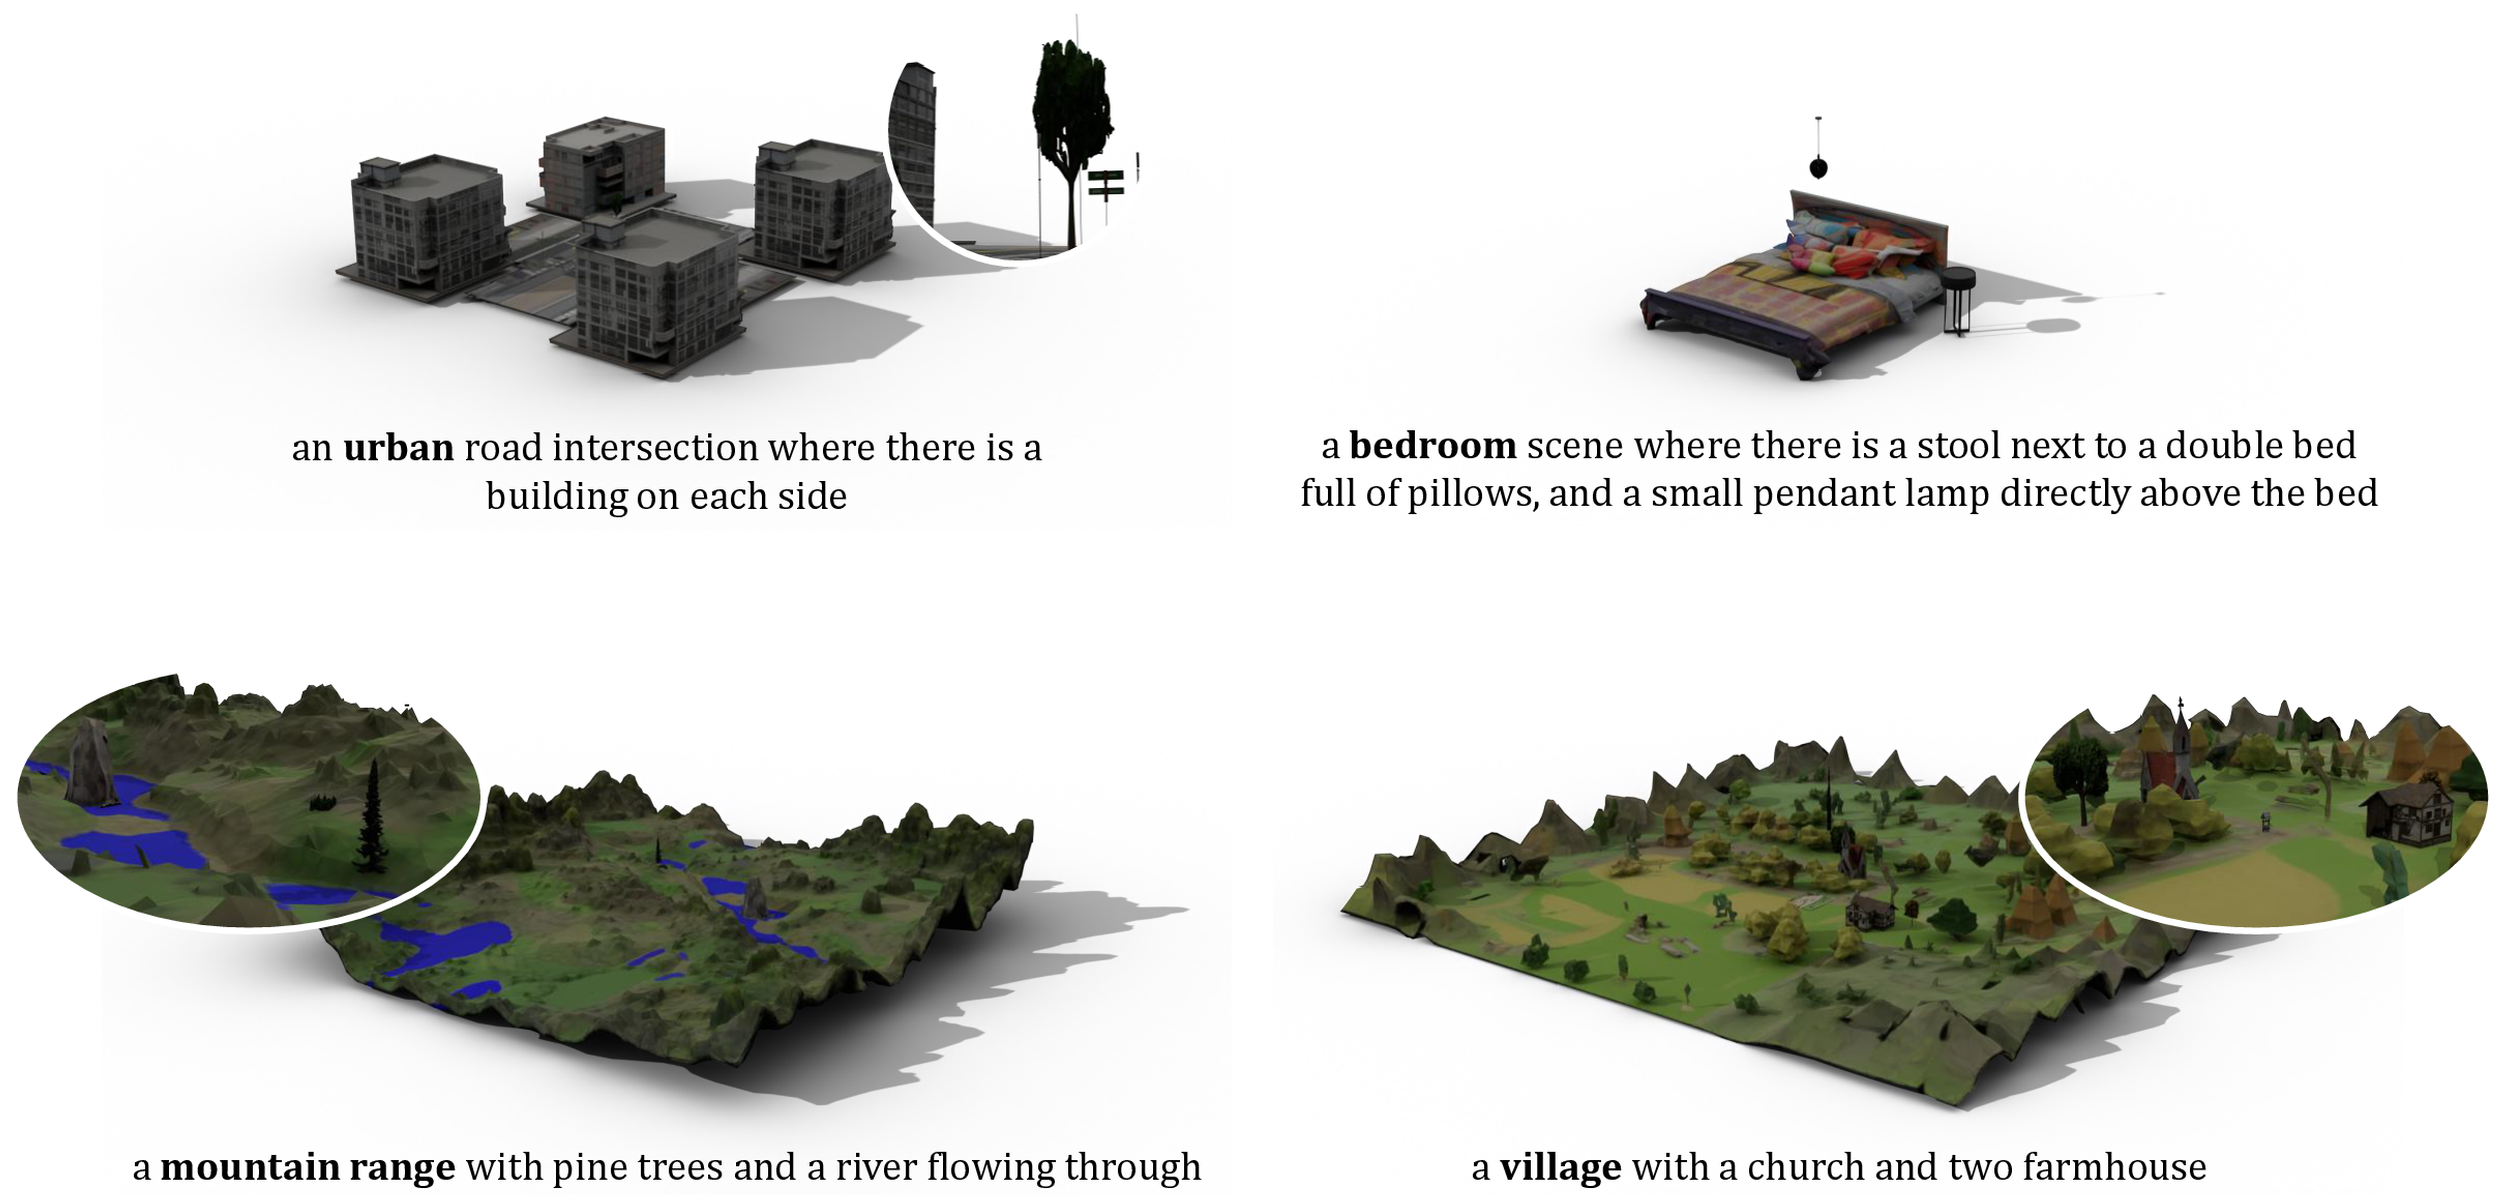 an urban road intersection where there is a
building on each side
a bedroom scene where there is a stool next to a double bed
full of pillows, and a small pendant lamp directly above the bed
a mountain range with pine trees and a river flowing through
a village with a church and two farmhouse